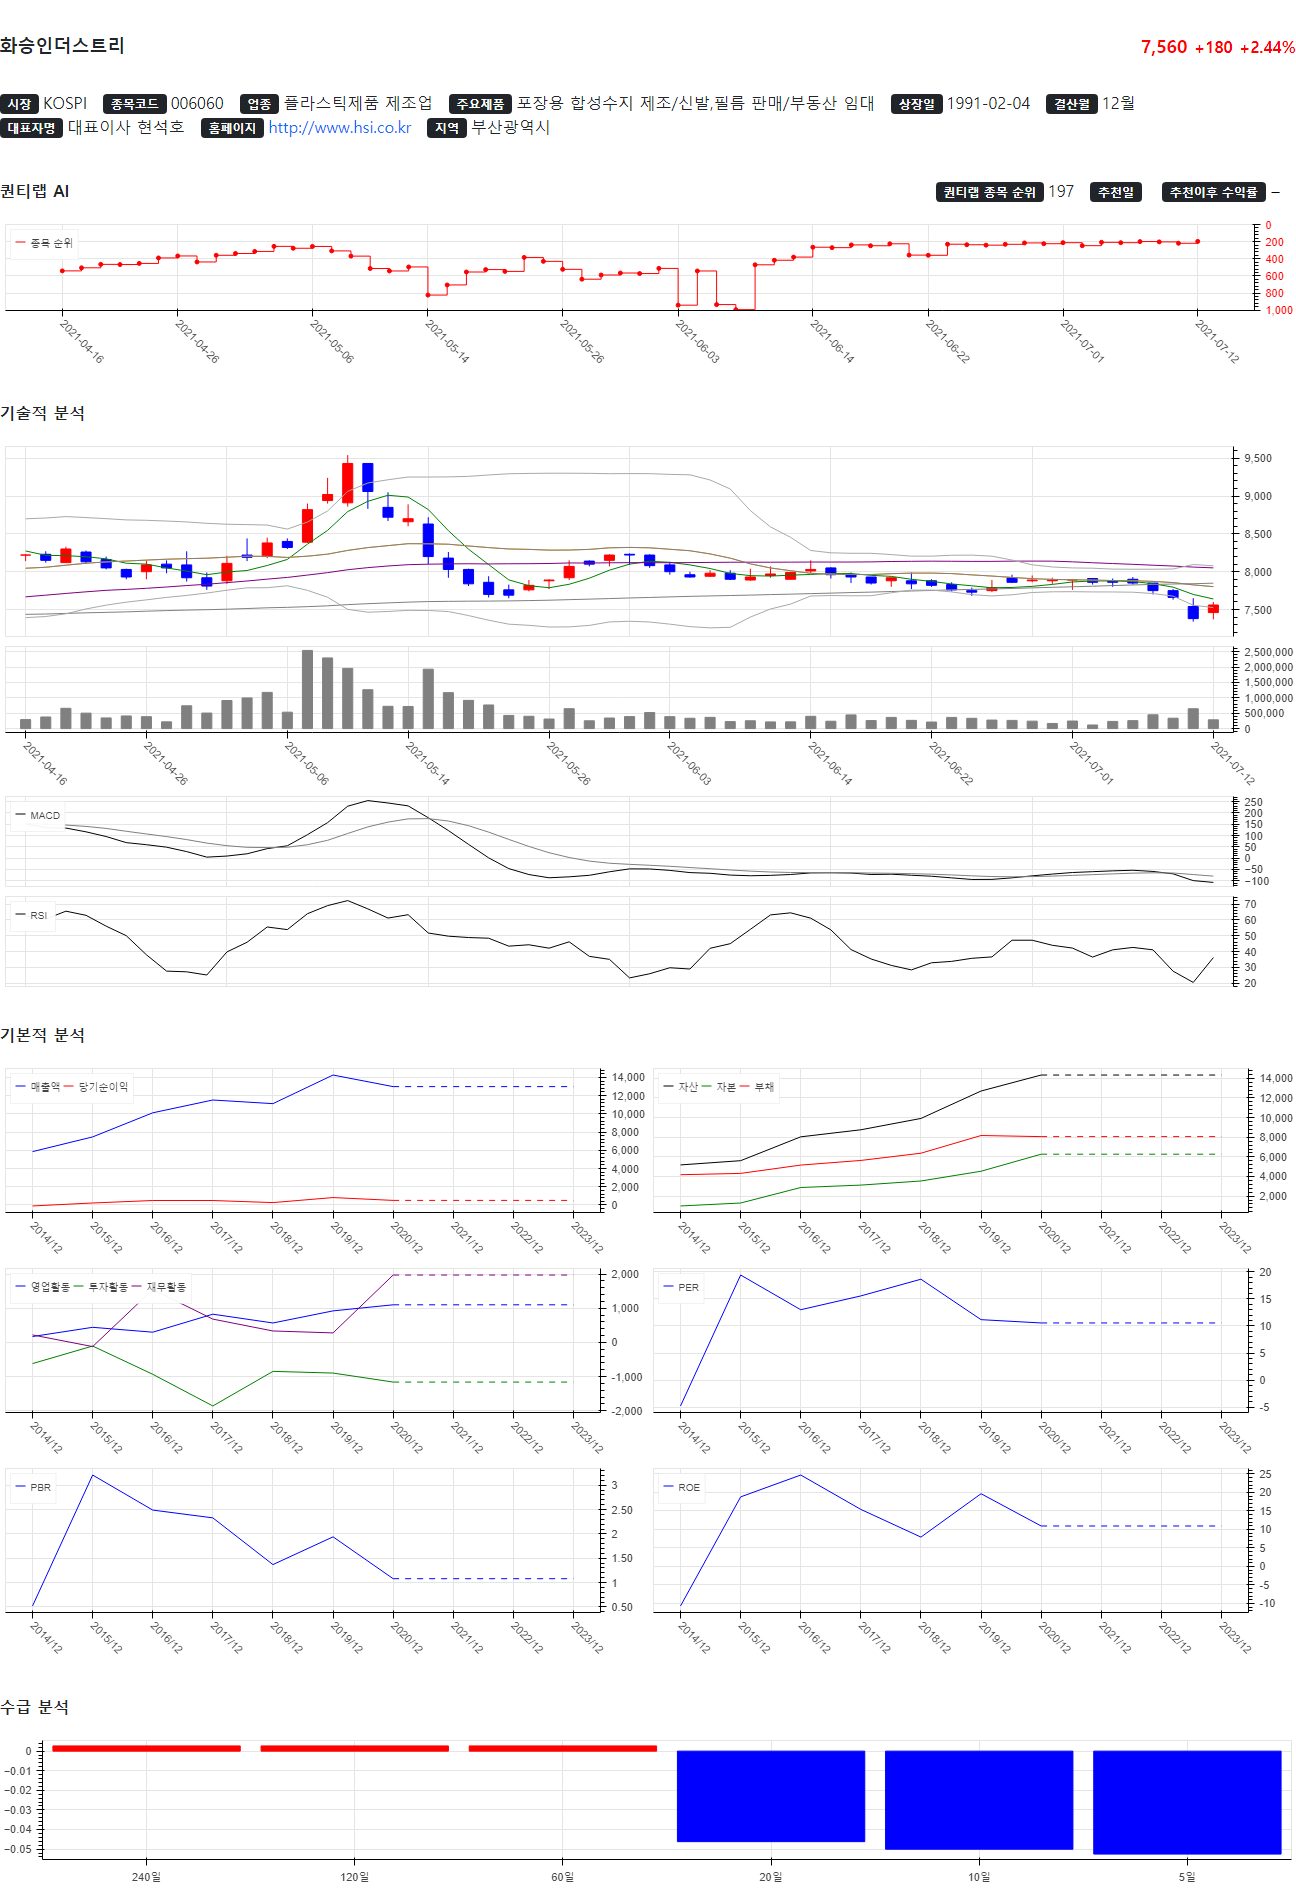 화승인더스트리
7,560 +180 +2.44%
시장 KOSPI 종목코드 006060 업종 플라스틱제품 제조업 주요제품 포장용 합성수지 제조/신발,필름 판매/부동산 임대 상장일 1991-02-04 결산월 12월
대표자명 대표이사 현석호 홈페이지 http://www.hsi.co.kr 지역 부산광역시
퀀티랩 AI
퀀티랩 종목 순위 197 추천일 추천이후 수익률 –
종목 순위
0
200
400
600
800
1,000
2021-04-16 2021-04-26 2021-05-06 2021-05-14 2021-05-26 2021-06-03 2021-06-14 2021-06-22 2021-07-01 2021-07-12
기술적 분석
9,500
9,000
8,500
8,000
7,500
2,500,000
2,000,000
1,500,000
1,000,000
500,000
0
2021-04-16 2021-04-26 2021-05-06 2021-05-14 2021-05-26 2021-06-03 2021-06-14 2021-06-22 2021-07-01 2021-07-12
MACD
250
200
150
100
50
0
−50
−100
RSI
70
60
50
40
30
20
기본적 분석
매출액 당기순이익
14,000
12,000
10,000
8,000
6,000
4,000
2,000
0
2014/12 2015/12 2016/12 2017/12 2018/12 2019/12 2020/12 2021/12 2022/12 2023/12
자산 자본 부채
14,000
12,000
10,000
8,000
6,000
4,000
2,000
2014/12 2015/12 2016/12 2017/12 2018/12 2019/12 2020/12 2021/12 2022/12 2023/12
영업활동 투자활동 재무활동
2,000
1,000
0
-1,000
-2,000
2014/12 2015/12 2016/12 2017/12 2018/12 2019/12 2020/12 2021/12 2022/12 2023/12
PER
20
15
10
5
0
-5
2014/12 2015/12 2016/12 2017/12 2018/12 2019/12 2020/12 2021/12 2022/12 2023/12
PBR
3
2.50
2
1.50
1
0.50
2014/12 2015/12 2016/12 2017/12 2018/12 2019/12 2020/12 2021/12 2022/12 2023/12
ROE
25
20
15
10
5
0
-5
-10
2014/12 2015/12 2016/12 2017/12 2018/12 2019/12 2020/12 2021/12 2022/12 2023/12
수급 분석
0
−0.01
−0.02
−0.03
−0.04
−0.05
240일 120일 60일 20일 10일 5일